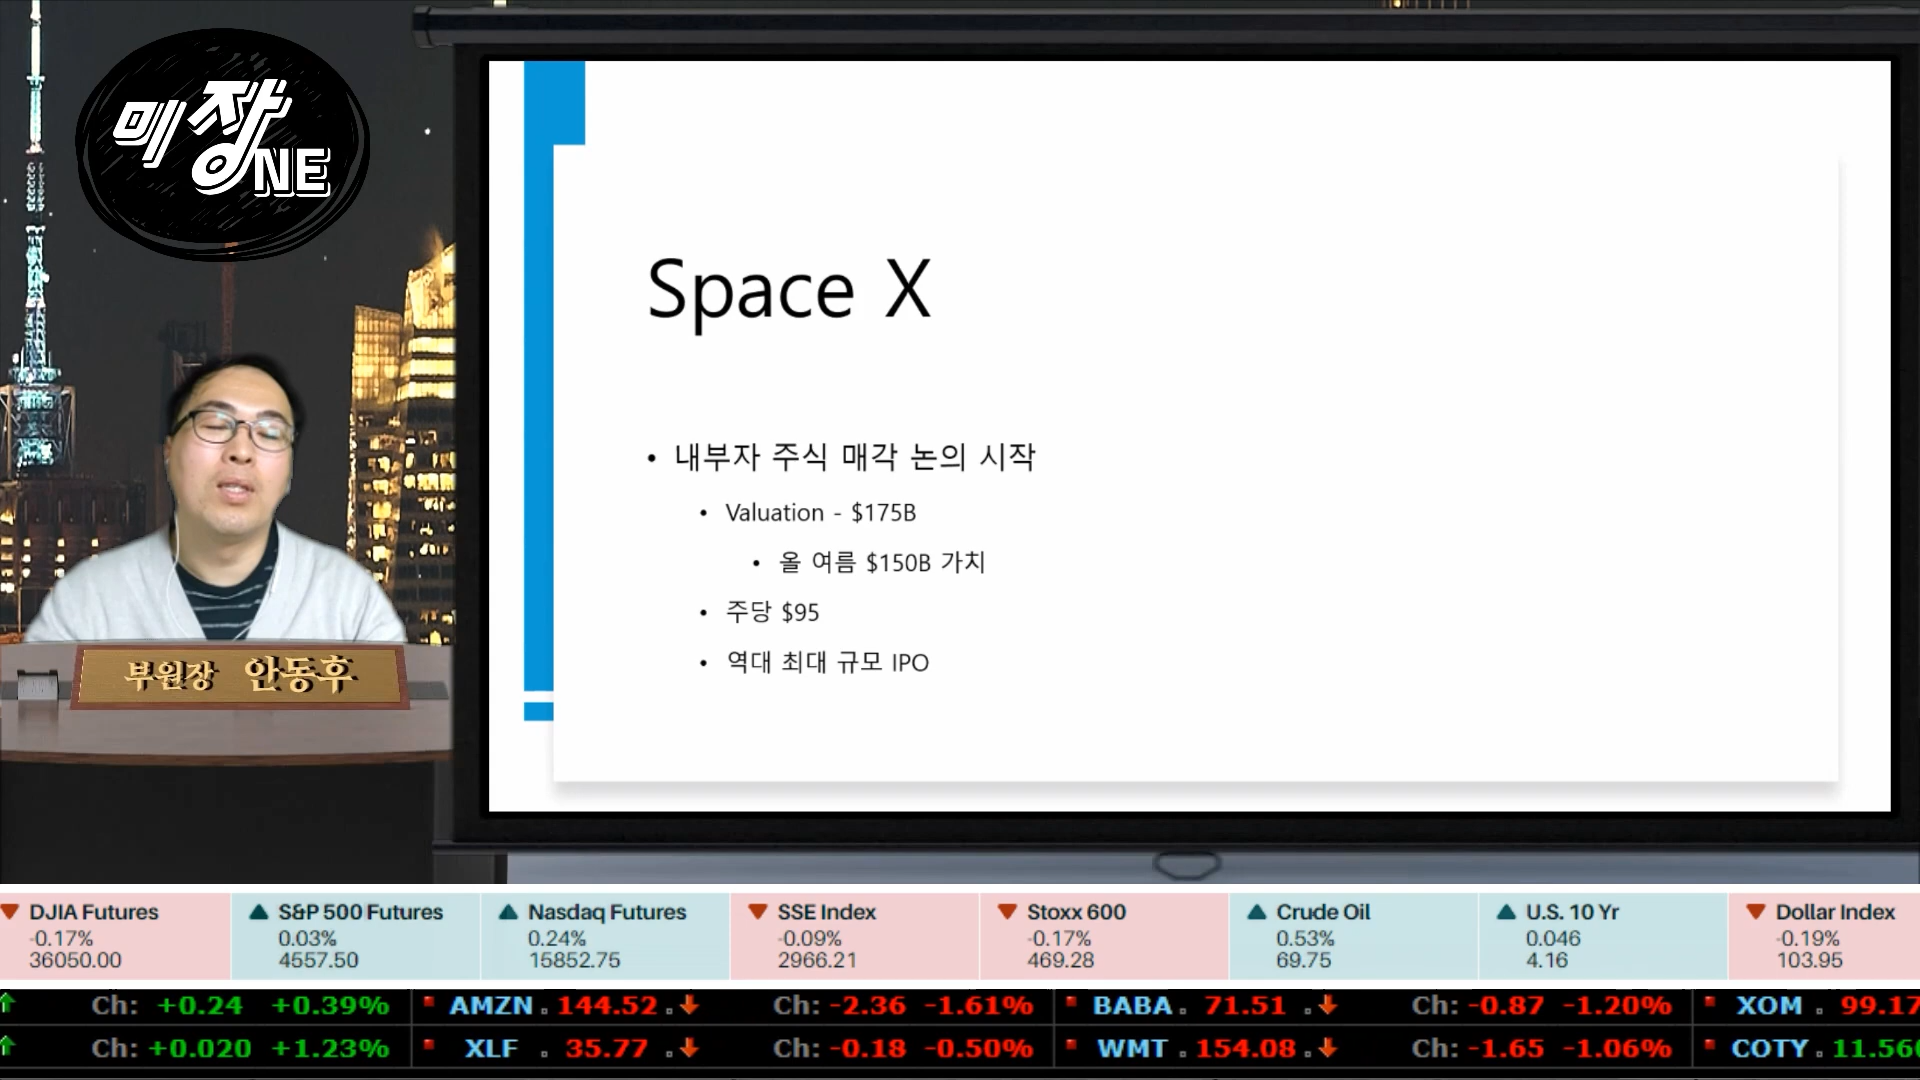 미장
NE
Space X
• 내부자 주식 매각 논의 시작
• Valuation - $175B
• 올 여름 $150B 가치
• 주당 $95
• 역대 최대 규모 IPO
부원장 안동후
DJIA Futures
-0.17%
36050.00
S&P 500 Futures
0.03%
4557.50
Nasdaq Futures
0.24%
15852.75
SSE Index
-0.09%
2966.21
Stoxx 600
-0.17%
469.28
Crude Oil
0.53%
69.75
U.S. 10 Yr
0.046
4.16
Dollar Index
-0.19%
103.95
Ch: +0.24 +0.39% AMZN . 144.52 . Ch: -2.36 -1.61% BABA . 71.51 . Ch: -0.87 -1.20% XOM . 99.17
Ch: +0.020 +1.23% XLF . 35.77 . Ch: -0.18 -0.50% WMT . 154.08 . Ch: -1.65 -1.06% COTY . 11.56